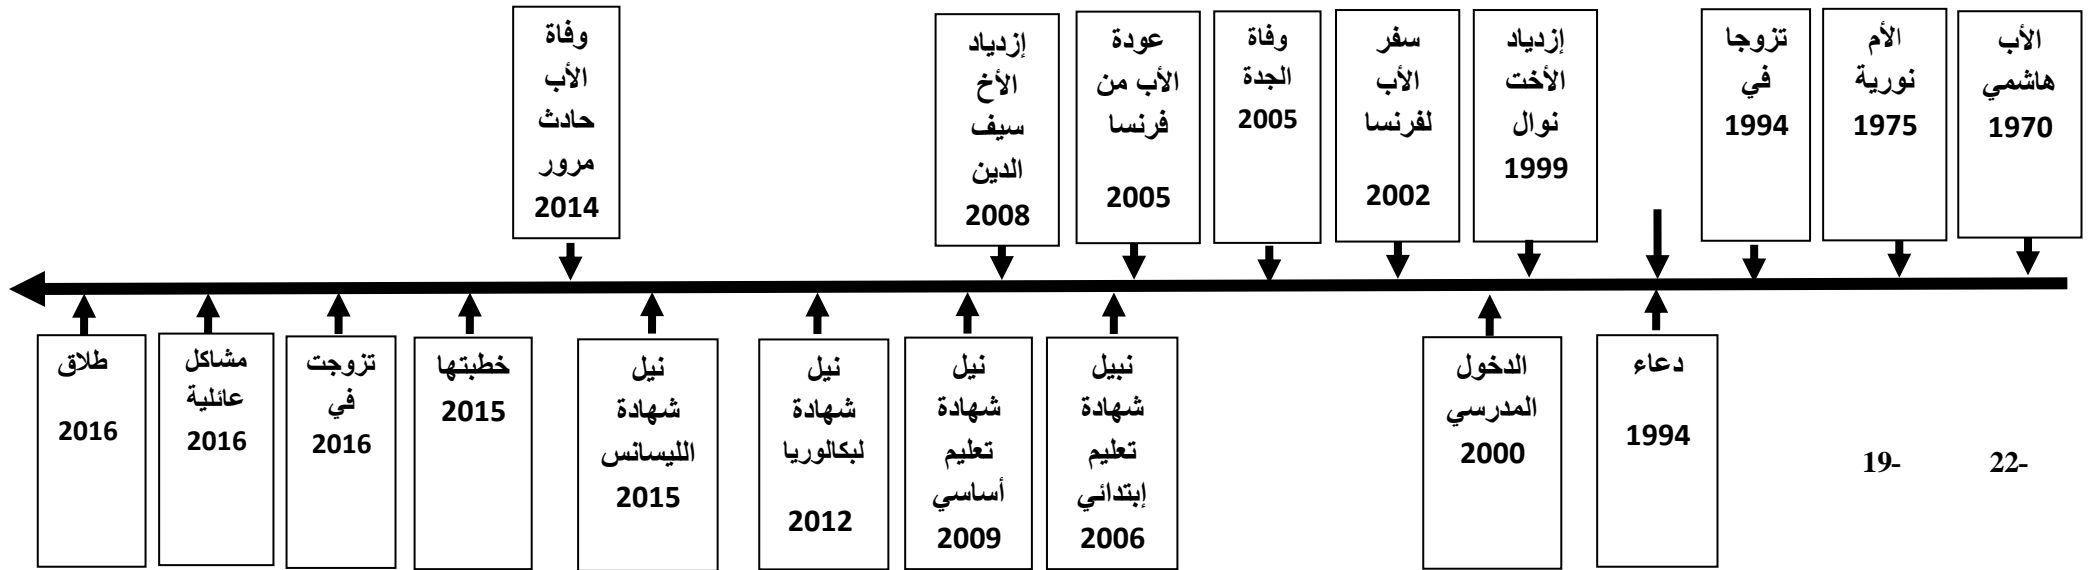 الأب
هاشمي
1970
الأم
نورية
1975
تزوجا
في
1994
إزدياد
الأخت
نوال
1999
سفر
الأب
لفرنسا
2002
وفاة
الجدة
2005
عودة
الأب من
فرنسا
2005
إزدياد
الأخ
سيف
الدين
2008
وفاة
الأب
حادث
مرور
2014
22-
19-
دعاء
1994
الدخول
المدرسي
2000
نبيل
شهادة
تعليم
إبتدائي
2006
نيل
شهادة
تعليم
أساسي
2009
نيل
شهادة
لبكالوريا
2012
نيل
شهادة
الليسانس
2015
خطبتها
2015
تزوجت
في
2016
مشاكل
عائلية
2016
طلاق
2016